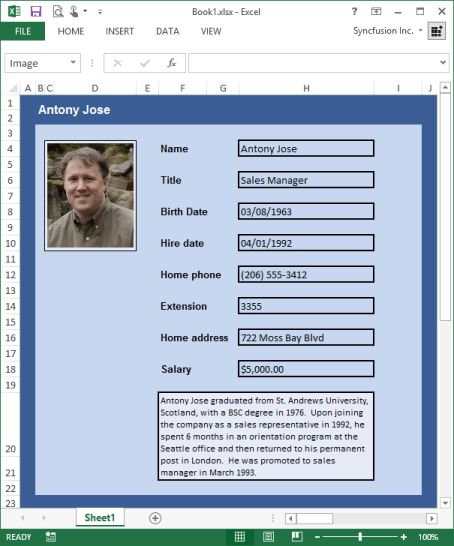 Book1.xlsx - Excel
FILE HOME INSERT DATA VIEW Syncfusion Inc.
Image fx
A B C D E F G H I J
1 Antony Jose
2
3
4 Name Antony Jose
5
6 Title Sales Manager
7
8 Birth Date 03/08/1963
9
10 Hire date 04/01/1992
11
12 Home phone (206) 555-3412
13
14 Extension 3355
15
16 Home address 722 Moss Bay Blvd
18 Salary $5,000.00
19
Antony Jose graduated from St. Andrews University,
Scotland, with a BSC degree in 1976. Upon joining
the company as a sales representative in 1992, he
spent 6 months in an orientation program at the
20 Seattle office and then returned to his permanent
post in London. He was promoted to sales
21 manager in March 1993.
22
23
Sheet1
READY 100%